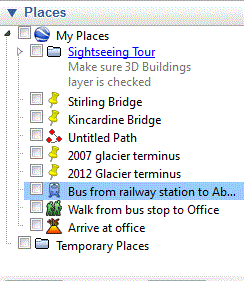 Places
My Places
Sightseeing Tour
Make sure 3D Buildings
layer is checked
Stirling Bridge
Kincardine Bridge
Untitled Path
2007 glacier terminus
2012 Glacier terminus
Bus from railway station to Ab...
Walk from bus stop to Office
Arrive at office
Temporary Places